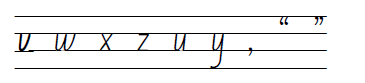 v w x z u y , “ ”